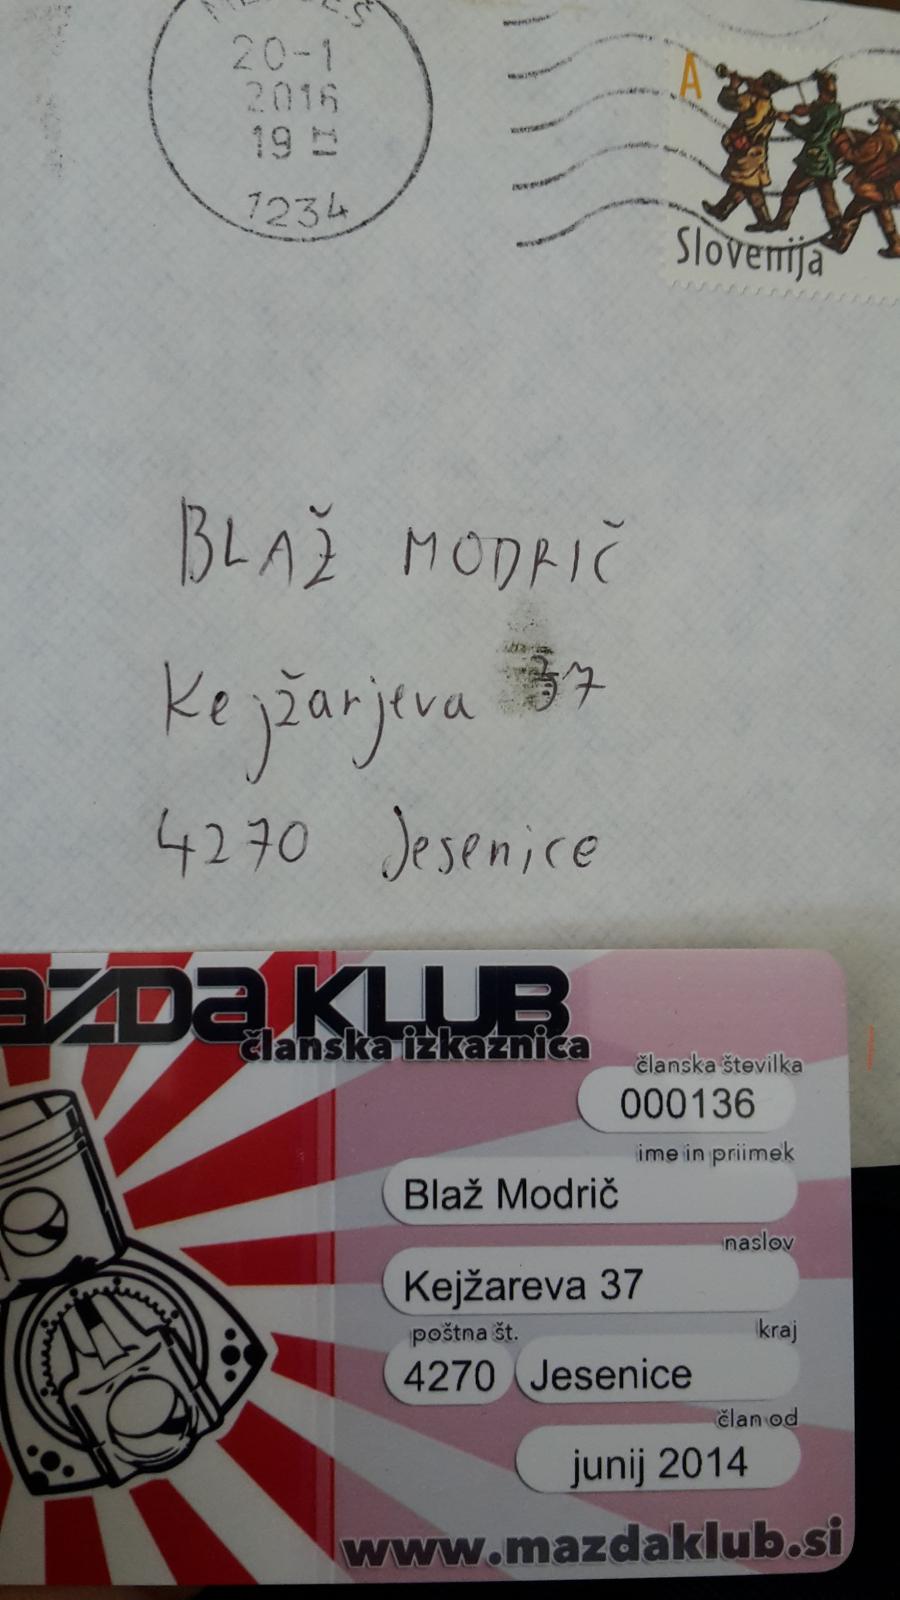 20-1
2016
19
1234
A
Slovenija
BLAŽ MODRIČ
Kejžarjeva 37
4270 Jesenice
AZDA KLUB
članska izkaznica
članska številka
000136
ime in priimek
Blaž Modrič
naslov
Kejžareva 37
poštna št. kraj
4270 Jesenice
član od
junij 2014
www.mazdaklub.si